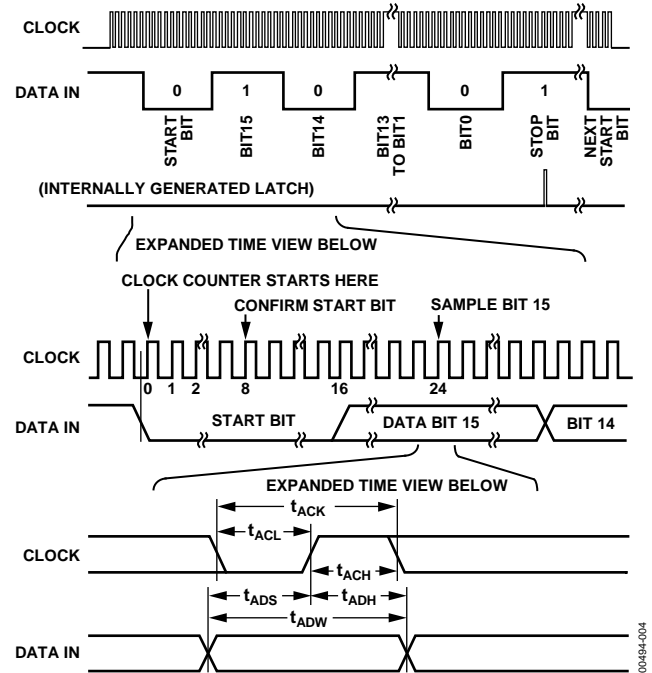 CLOCK
DATA IN
0 1 0 0 1
START BIT
BIT15
BIT14
BIT13 TO BIT1
BIT0
STOP BIT
NEXT START BIT
(INTERNALLY GENERATED LATCH)
EXPANDED TIME VIEW BELOW
CLOCK COUNTER STARTS HERE
CONFIRM START BIT
SAMPLE BIT 15
CLOCK
0 1 2 8 16 24
DATA IN
START BIT
DATA BIT 15
BIT 14
EXPANDED TIME VIEW BELOW
tACK
tACL
CLOCK
tACH
tADS
tADH
tADW
DATA IN
00494-004